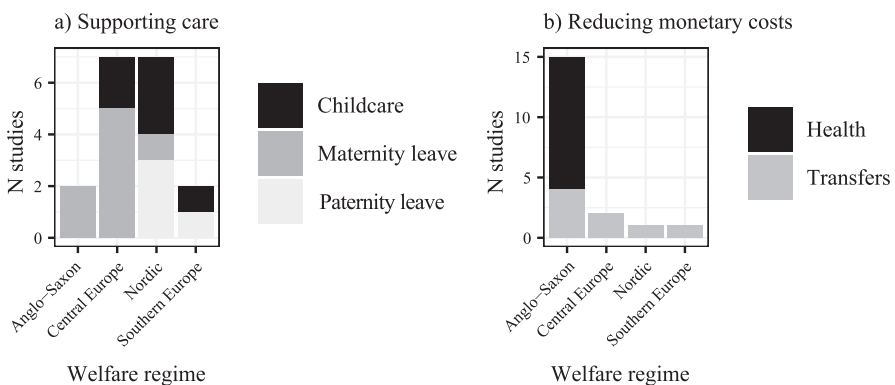 a) Supporting care
N studies
6
4
2
0
Anglo−Saxon
Central Europe
Nordic
Southern Europe
Welfare regime
Childcare
Maternity leave
Paternity leave
b) Reducing monetary costs
N studies
15
10
5
0
Anglo−Saxon
Central Europe
Nordic
Southern Europe
Welfare regime
Health
Transfers